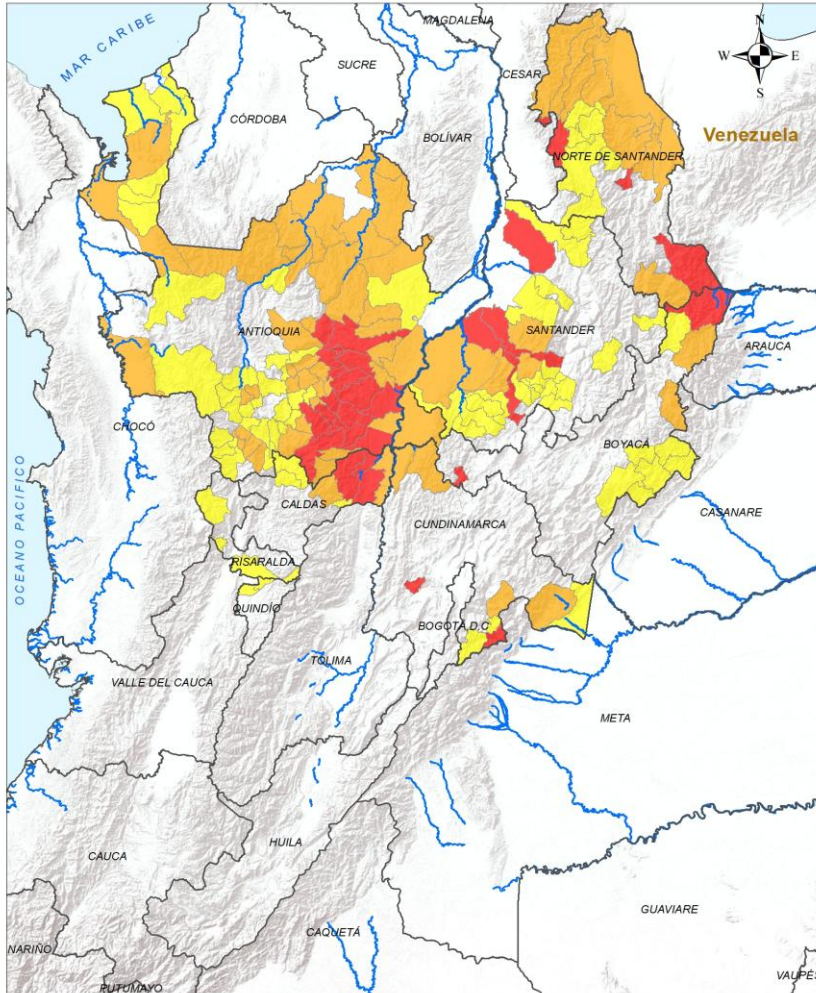 MAGDALENA
N
MAR CARIBE
SUCRE
W
E
CESAR
S
CÓRDOBA
BOLÍVAR
Venezuela
NORTE DE SANTANDER
ANTIOQUIA
SANTANDER
ARAUCA
CHOCÓ
BOYACÁ
OCEANO PACIFICO
CALDAS
CASANARE
CUNDINAMARCA
RISARALDA
QUINDÍO
BOGOTÁ, D.C
TOLIMA
VALLE DEL CAUCA
META
HUILA
CAUCA
GUAVIARE
CAQUETÁ
NARIÑO
PUTUMAYO
VAUPÉS